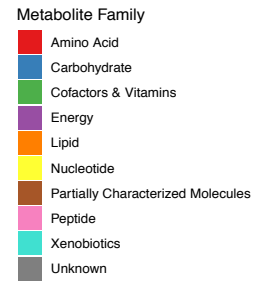 Metabolite Family
Amino Acid
Carbohydrate
Cofactors & Vitamins
Energy
Lipid
Nucleotide
Partially Characterized Molecules
Peptide
Xenobiotics
Unknown